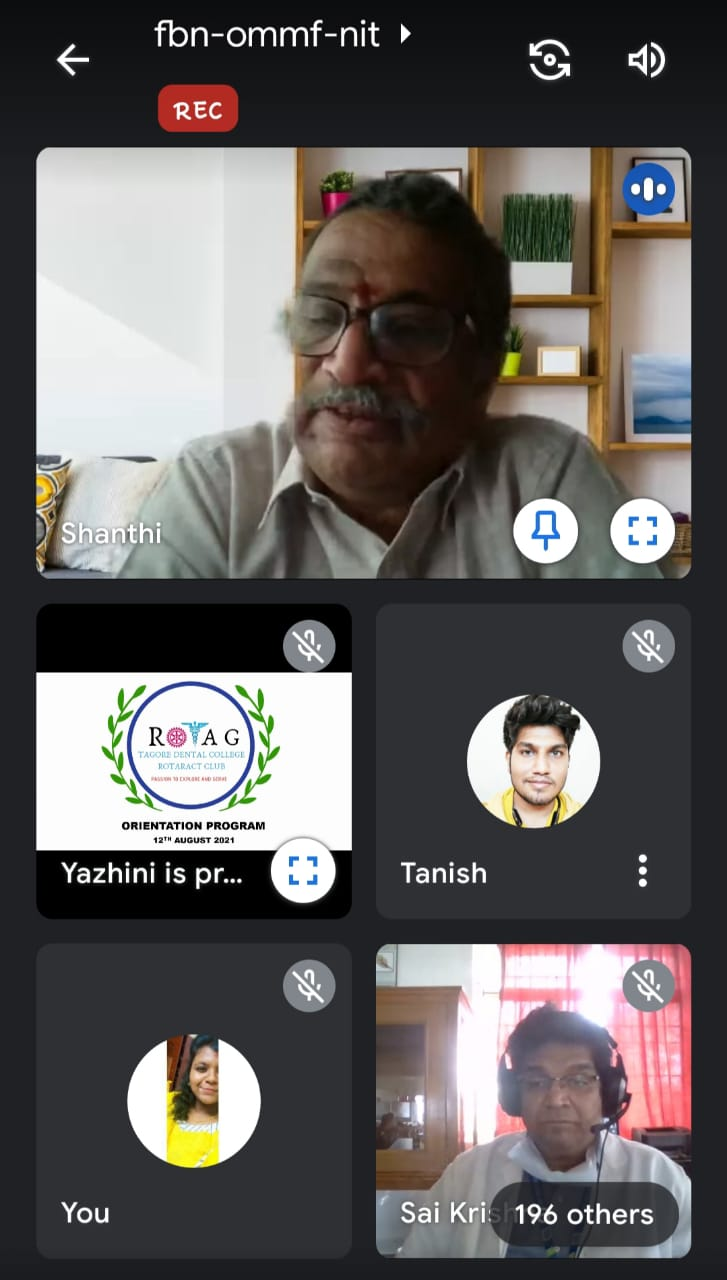 fbn-ommf-nit
REC
Shanthi
ROTAG
TAGORE DENTAL COLLEGE
ROTARACT CLUB
PASSION TO EXPLORE AND SERVE
ORIENTATION PROGRAM
12TH AUGUST 2021
Yazhini is pr...
Tanish
You
Sai Kris
196 others